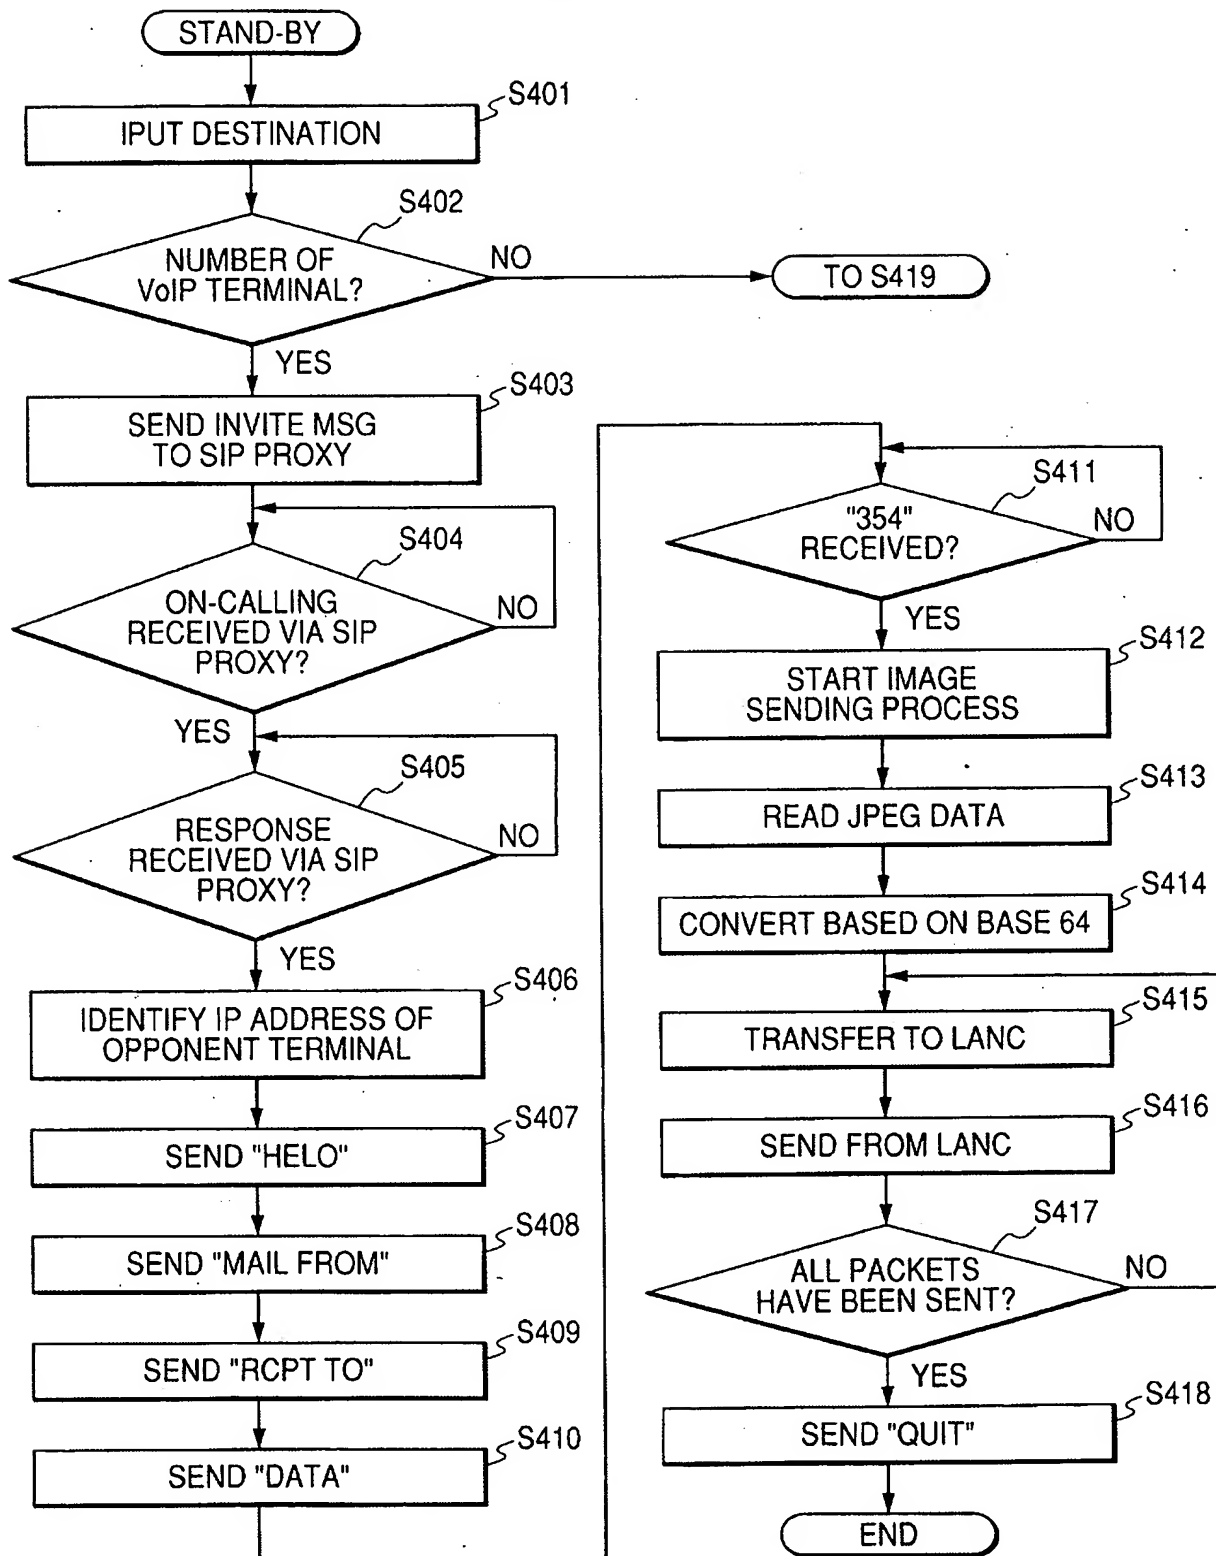 STAND-BY
S401
IPUT DESTINATION
S402
NUMBER OF
VoIP TERMINAL?
NO
TO S419
YES
S403
SEND INVITE MSG
TO SIP PROXY
S404
ON-CALLING
RECEIVED VIA SIP
PROXY?
NO
YES
S405
RESPONSE
RECEIVED VIA SIP
PROXY?
NO
YES
S406
IDENTIFY IP ADDRESS OF
OPPONENT TERMINAL
S407
SEND "HELO"
S408
SEND "MAIL FROM"
S409
SEND "RCPT TO"
S410
SEND "DATA"
S411
"354"
RECEIVED?
NO
YES
S412
START IMAGE
SENDING PROCESS
S413
READ JPEG DATA
S414
CONVERT BASED ON BASE 64
S415
TRANSFER TO LANC
S416
SEND FROM LANC
S417
ALL PACKETS
HAVE BEEN SENT?
NO
YES
S418
SEND "QUIT"
END